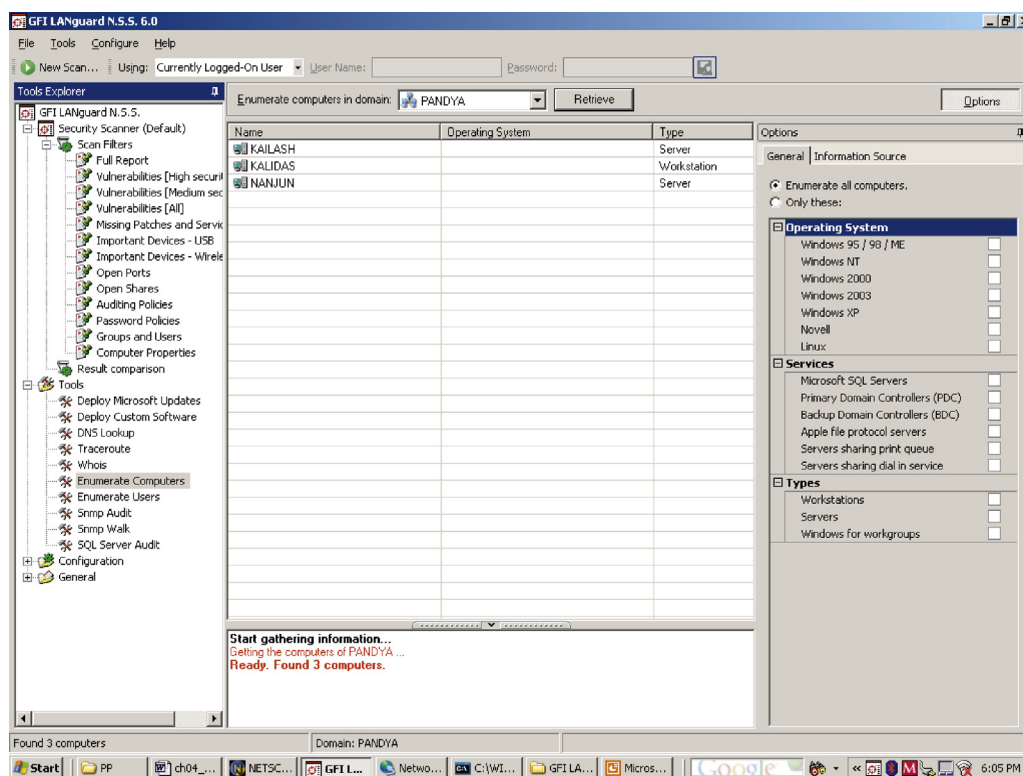 GFI LANguard N.S.S. 6.0
File Tools Configure Help
New Scan... Using: Currently Logged-On User User Name: Password:
Tools Explorer
GFI LANguard N.S.S.
Security Scanner (Default)
Scan Filters
Full Report
Vulnerabilities [High securi
Vulnerabilities [Medium sec
Vulnerabilities [All]
Missing Patches and Servic
Important Devices - USB
Important Devices - Wirele
Open Ports
Open Shares
Auditing Policies
Password Policies
Groups and Users
Computer Properties
Result comparison
Tools
Deploy Microsoft Updates
Deploy Custom Software
DNS Lookup
Traceroute
Whois
Enumerate Computers
Enumerate Users
Snmp Audit
Snmp Walk
SQL Server Audit
Configuration
General
Enumerate computers in domain: PANDYA Retrieve Options
Name Operating System Type
KAILASH Server
KALIDAS Workstation
NANJUN Server
Start gathering information...
Getting the computers of PANDYA ...
Ready. Found 3 computers.
Options
General Information Source
Enumerate all computers.
Only these:
Operating System
Windows 95 / 98 / ME
Windows NT
Windows 2000
Windows 2003
Windows XP
Novell
Linux
Services
Microsoft SQL Servers
Primary Domain Controllers (PDC)
Backup Domain Controllers (BDC)
Apple file protocol servers
Servers sharing print queue
Servers sharing dial in service
Types
Workstations
Servers
Windows for workgroups
Found 3 computers Domain: PANDYA
Start PP ch04_... NETSC... GFI L... Netwo... C:\WI... GFI LA... Micros... Google « M 6:05 PM